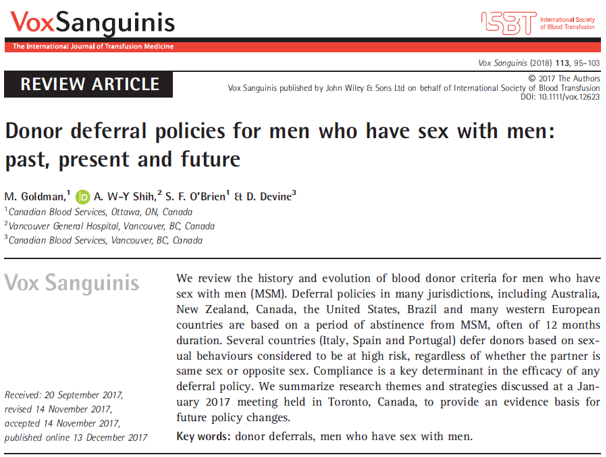 VoxSanguinis
The International Journal of Transfusion Medicine
ISBT International Society
of Blood Transfusion
Vox Sanguinis (2018) 113, 95–103
REVIEW ARTICLE
© 2017 The Authors
Vox Sanguinis published by John Wiley & Sons Ltd on behalf of International Society of Blood Transfusion
DOI: 10.1111/vox.12623
Donor deferral policies for men who have sex with men:
past, present and future
M. Goldman,1 iD A. W-Y Shih,2 S. F. O'Brien1 & D. Devine3
1Canadian Blood Services, Ottawa, ON, Canada
2Vancouver General Hospital, Vancouver, BC, Canada
3Canadian Blood Services, Vancouver, BC, Canada
Vox Sanguinis
Received: 20 September 2017,
revised 14 November 2017,
accepted 14 November 2017,
published online 13 December 2017
We review the history and evolution of blood donor criteria for men who have
sex with men (MSM). Deferral policies in many jurisdictions, including Australia,
New Zealand, Canada, the United States, Brazil and many western European
countries are based on a period of abstinence from MSM, often of 12 months
duration. Several countries (Italy, Spain and Portugal) defer donors based on sex-
ual behaviours considered to be at high risk, regardless of whether the partner is
same sex or opposite sex. Compliance is a key determinant in the efficacy of any
deferral policy. We summarize research themes and strategies discussed at a Jan-
uary 2017 meeting held in Toronto, Canada, to provide an evidence basis for
future policy changes.
Key words: donor deferrals, men who have sex with men.